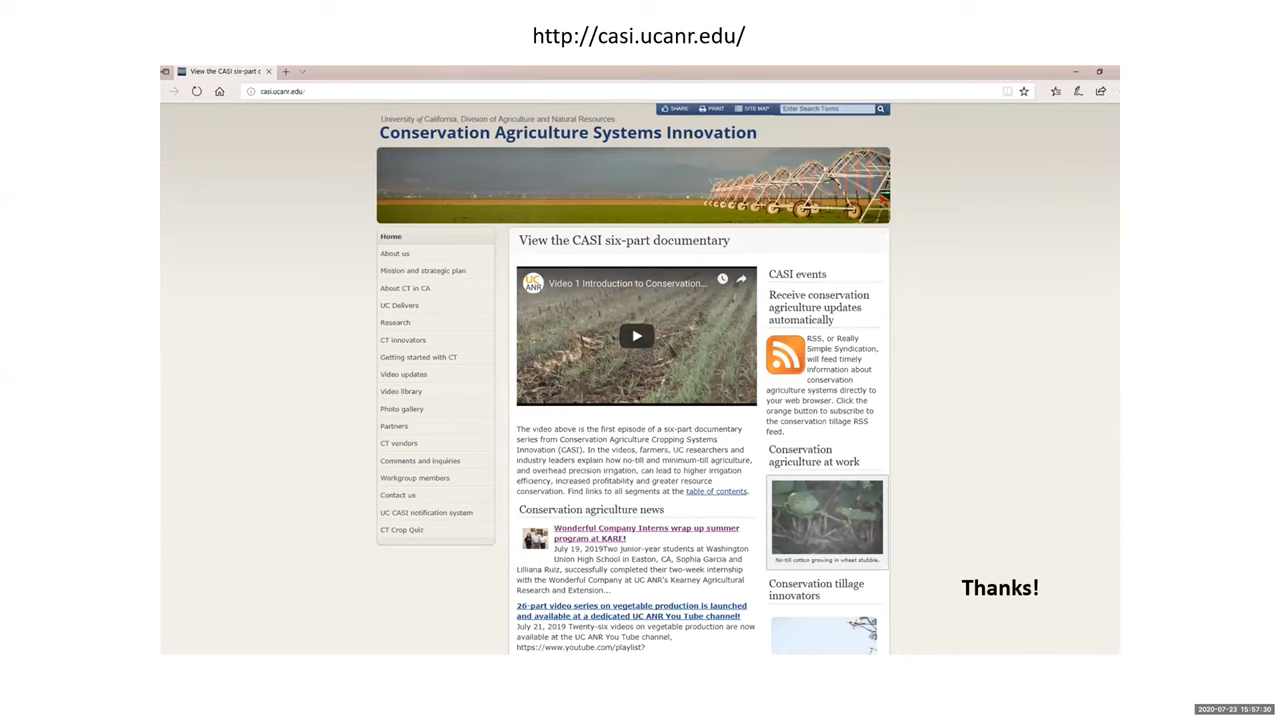 http://casi.ucanr.edu/
View the CASI six-part c
casi.ucanr.edu/
SHARE PRINT SITE MAP Enter Search Terms
University of California, Division of Agriculture and Natural Resources
Conservation Agriculture Systems Innovation
Home
About us
Mission and strategic plan
About CT in CA
UC Delivers
Research
CT innovators
Getting started with CT
Video updates
Video library
Photo gallery
Partners
CT vendors
Comments and inquiries
Workgroup members
Contact us
UC CASI notification system
CT Crop Quiz
View the CASI six-part documentary
UC
ANR
Video 1 Introduction to Conservation...
The video above is the first episode of a six-part documentary
series from Conservation Agriculture Cropping Systems
Innovation (CASI). In the videos, farmers, UC researchers and
industry leaders explain how no-till and minimum-till agriculture,
and overhead precision irrigation, can lead to higher irrigation
efficiency, increased profitability and greater resource
conservation. Find links to all segments at the table of contents.
Conservation agriculture news
Wonderful Company Interns wrap up summer
program at KARE!
July 19, 2019Two junior-year students at Washington
Union High School in Easton, CA, Sophia Garcia and
Lilliana Ruiz, successfully completed their two-week internship
with the Wonderful Company at UC ANR's Kearney Agricultural
Research and Extension...
26-part video series on vegetable production is launched
and available at a dedicated UC ANR You Tube channel!
July 21, 2019 Twenty-six videos on vegetable production are now
available at the UC ANR You Tube channel,
https://www.youtube.com/playlist?
CASI events
Receive conservation
agriculture updates
automatically
RSS, or Really
Simple Syndication,
will feed timely
information about
conservation
agriculture systems directly to
your web browser. Click the
orange button to subscribe to
the conservation tillage RSS
feed.
Conservation
agriculture at work
No-till cotton growing in wheat stubble.
Conservation tillage
innovators
Thanks!
2020-07-23 15:57:30